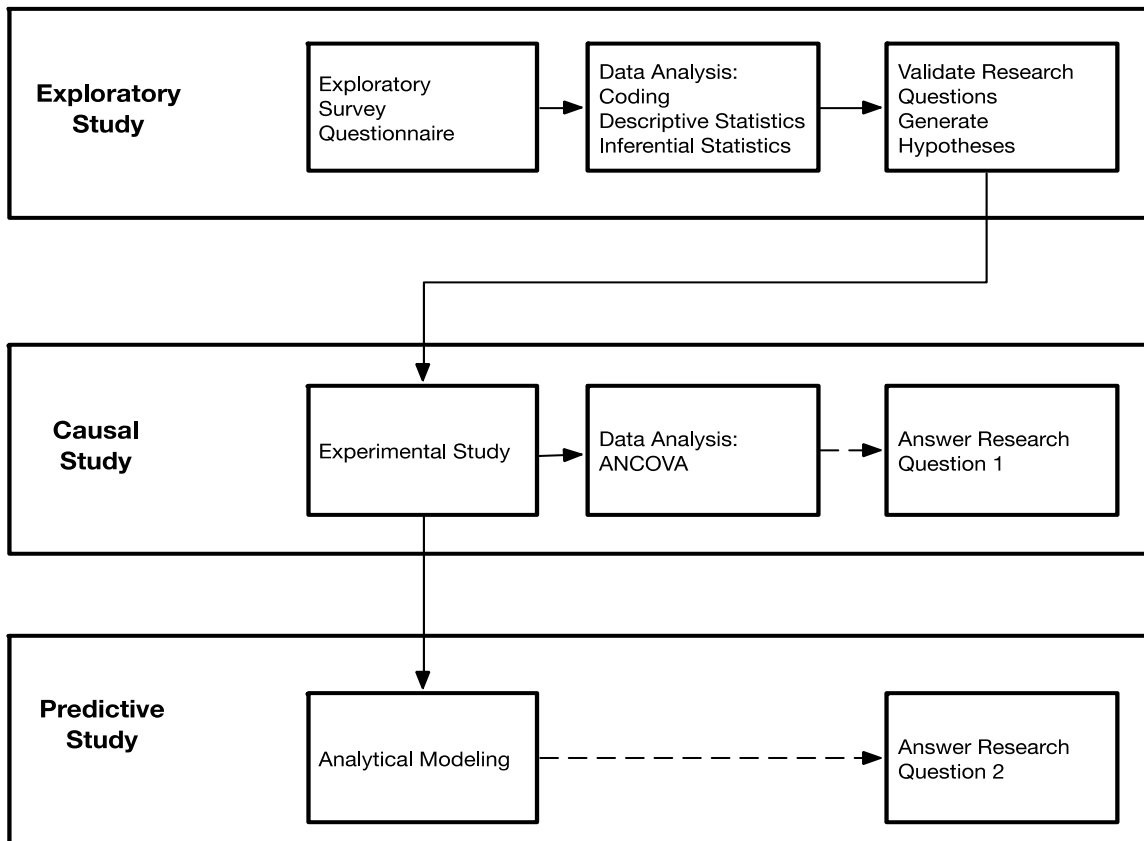 Exploratory
Study
Exploratory
Survey
Questionnaire
Data Analysis:
Coding
Descriptive Statistics
Inferential Statistics
Validate Research
Questions
Generate
Hypotheses
Causal
Study
Experimental Study
Data Analysis:
ANCOVA
Answer Research
Question 1
Predictive
Study
Analytical Modeling
Answer Research
Question 2